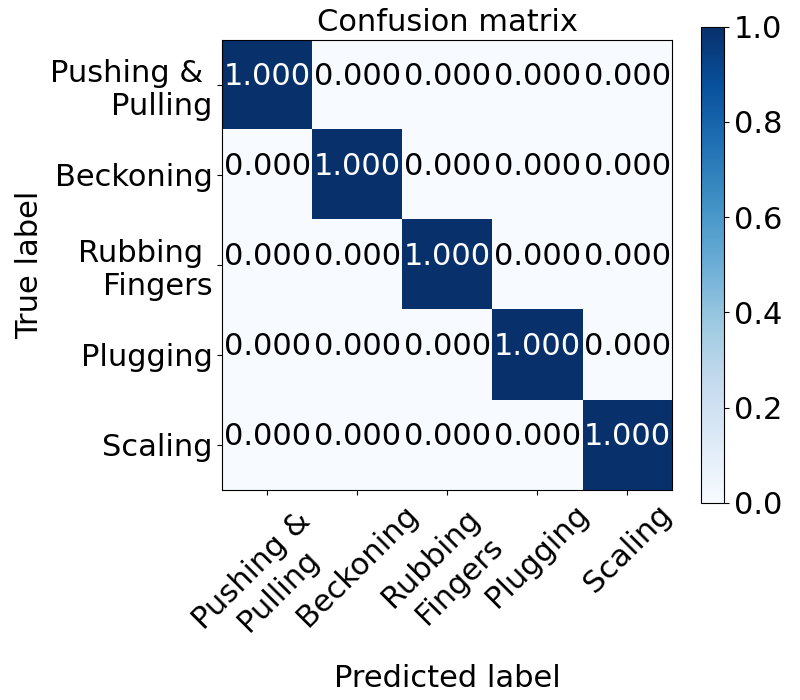 Confusion matrix
Pushing &
Pulling
1.000 0.000 0.000 0.000 0.000
Beckoning
0.000 1.000 0.000 0.000 0.000
Rubbing
Fingers
0.000 0.000 1.000 0.000 0.000
Plugging
0.000 0.000 0.000 1.000 0.000
Scaling
0.000 0.000 0.000 0.000 1.000
True label
Pushing &
Pulling
Beckoning
Rubbing
Fingers
Plugging
Scaling
Predicted label
1.0
0.8
0.6
0.4
0.2
0.0